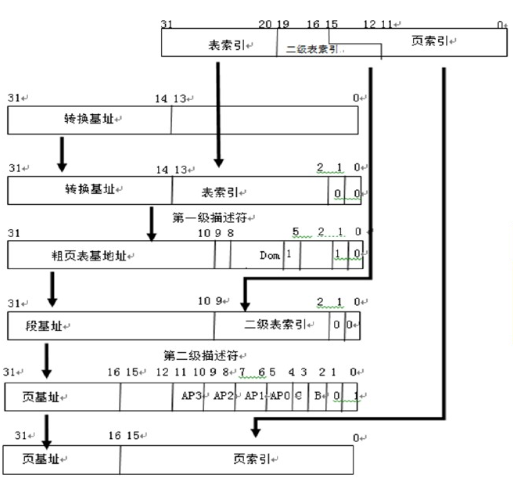 31 20 19 16 15 12 11 0
表索引 二级表索引 页索引
31 14 13 0
转换基址
31 14 13 2 1 0
转换基址 表索引 0 0
第一级描述符
31 10 9 8 5 2 1 0
粗页表基地址 Dom 1 1 0
31 10 9 2 1 0
段基址 二级表索引 0 0
第二级描述符
31 16 15 12 11 10 9 8 7 6 5 4 3 2 1 0
页基址 AP3 AP2 AP1 AP0 C B 0 1
31 16 15 0
页基址 页索引